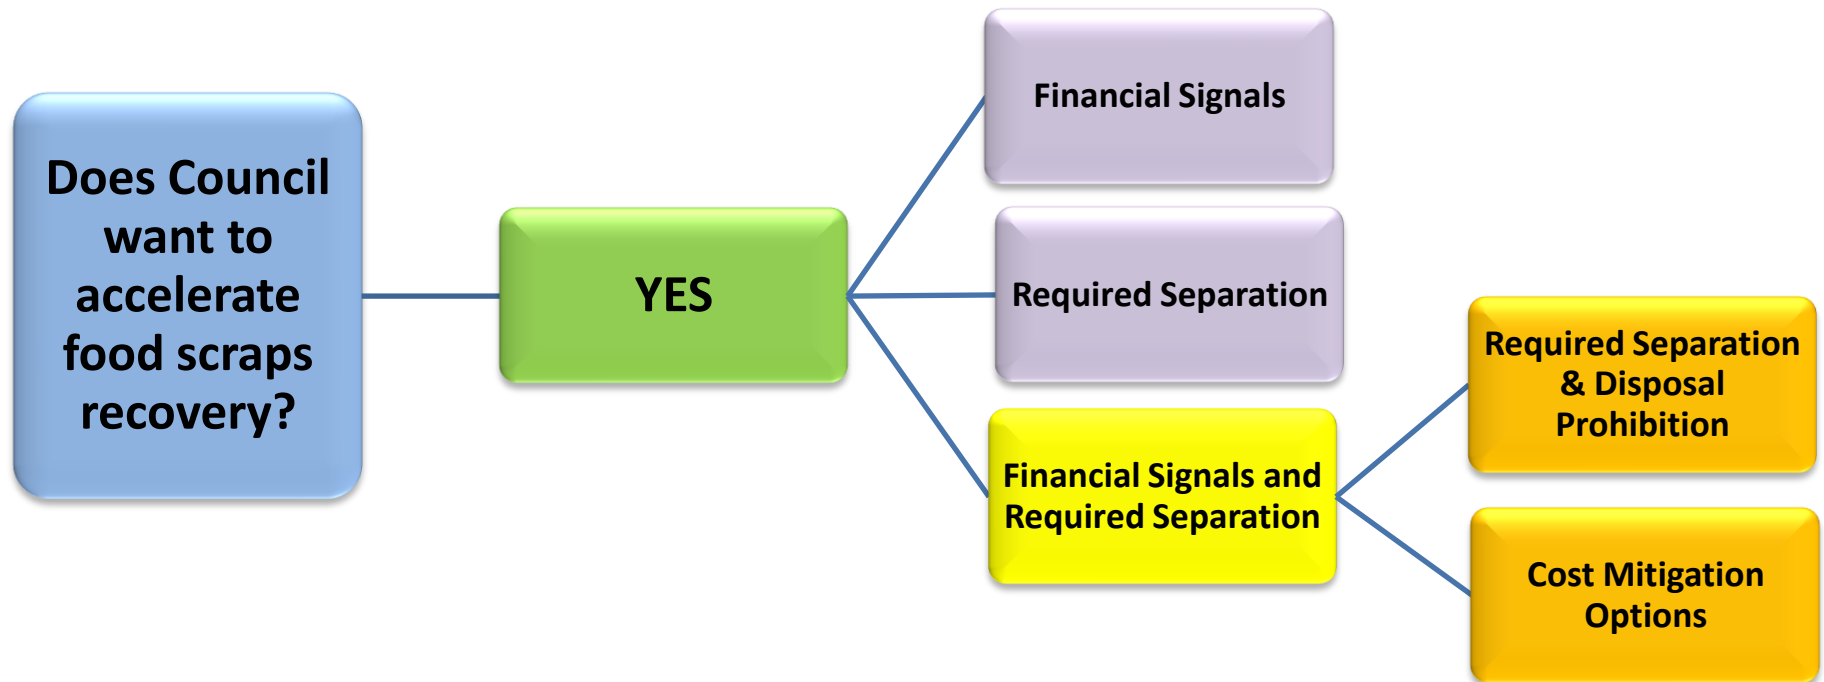 Does Council
want to
accelerate
food scraps
recovery?
YES
Financial Signals
Required Separation
Financial Signals and
Required Separation
Required Separation
& Disposal
Prohibition
Cost Mitigation
Options